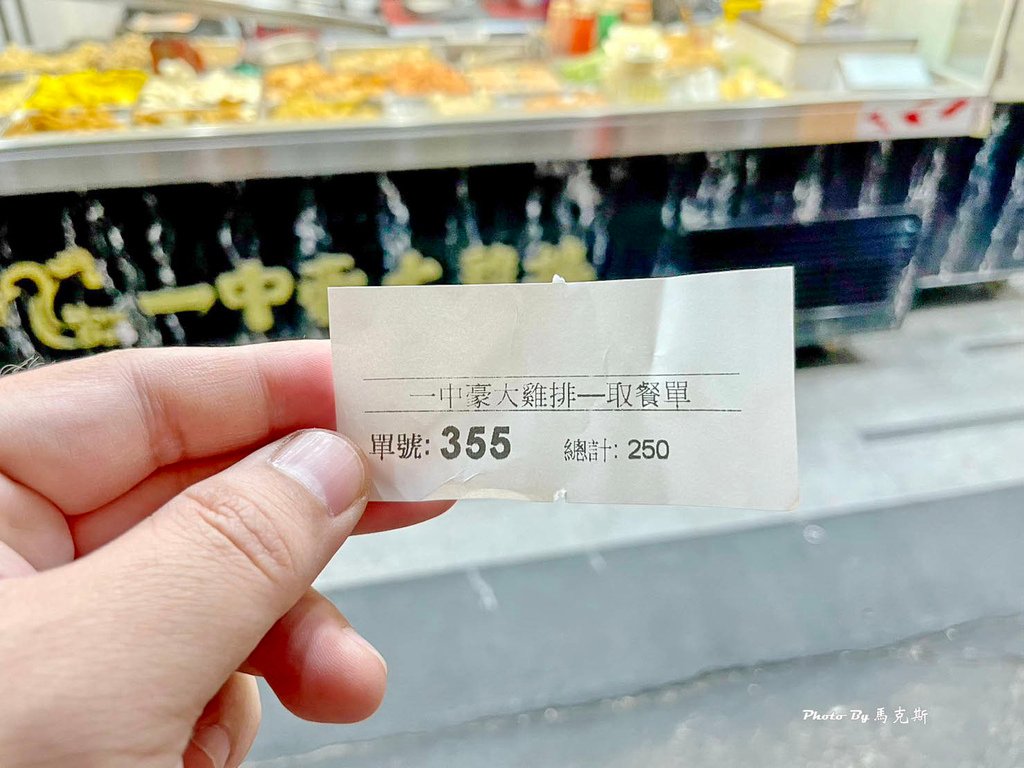 一中豪大雞排
一中豪大雞排—取餐單
單號: 355 總計: 250
Photo By 馬克斯